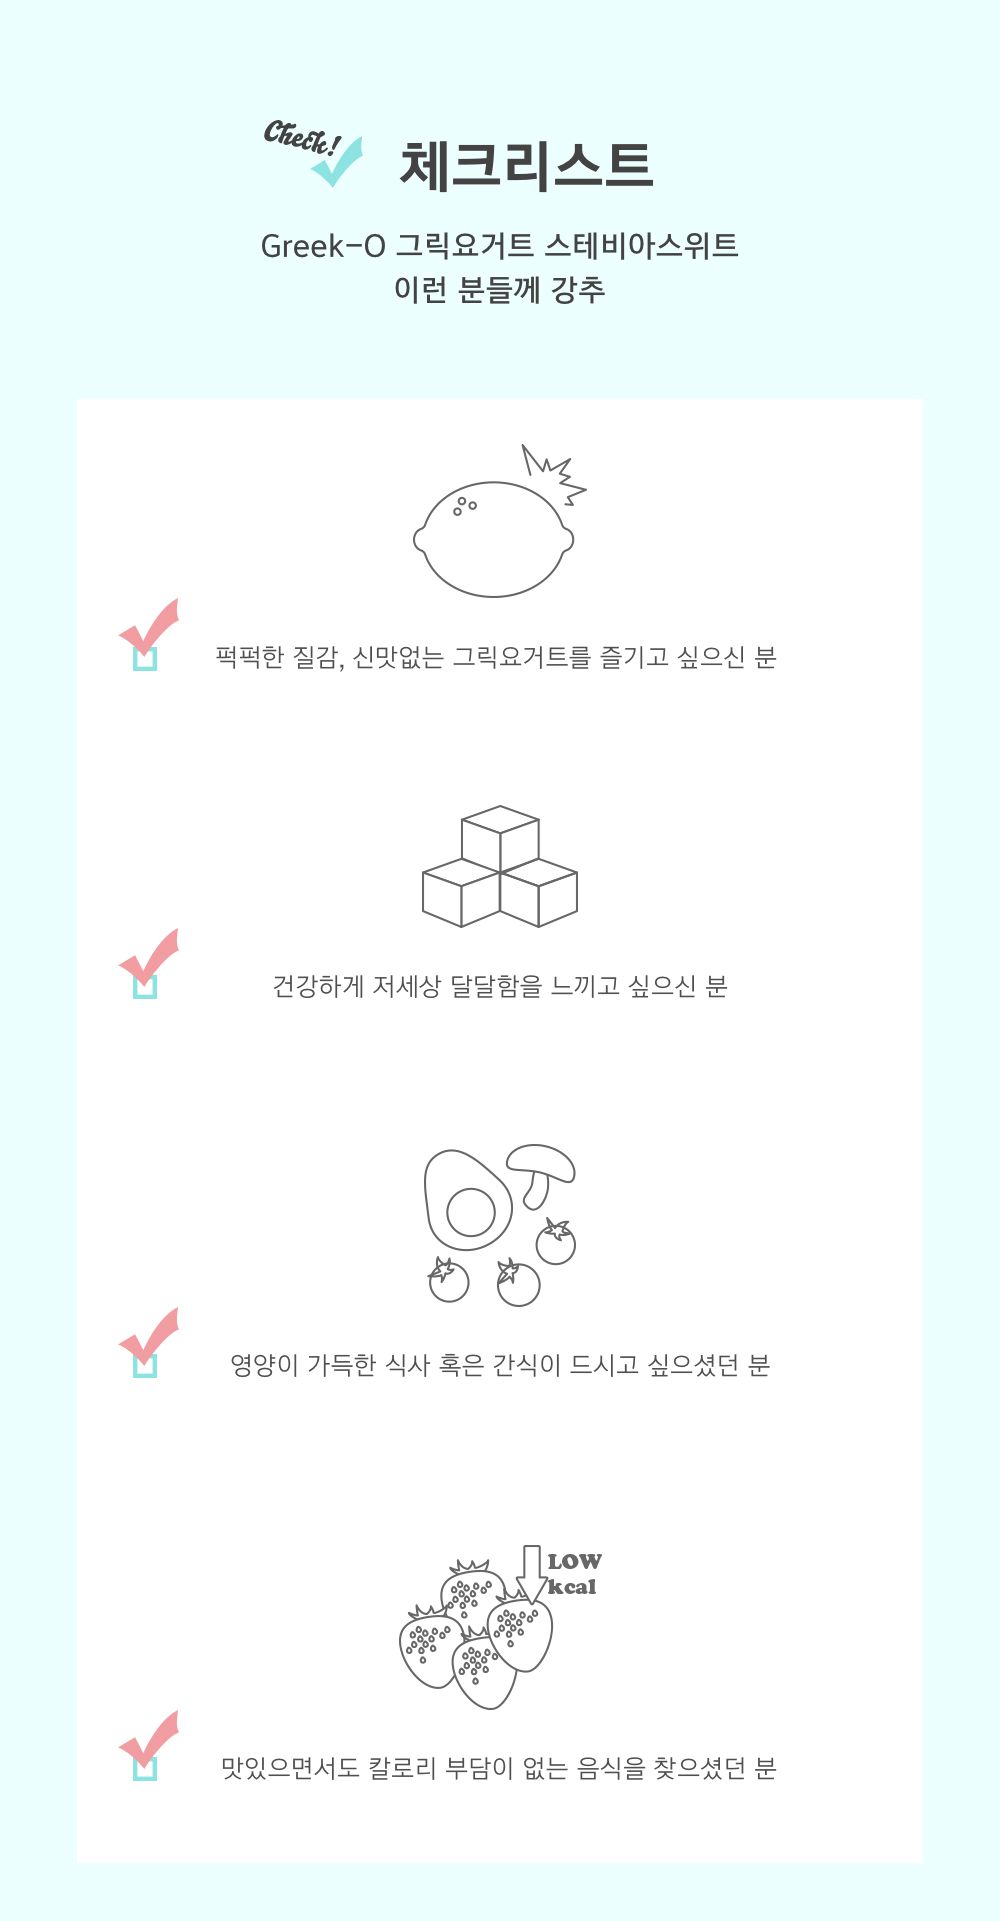 Check!
체크리스트
Greek-O 그릭요거트 스테비아스위트
이런 분들께 강추
퍽퍽한 질감, 신맛없는 그릭요거트를 즐기고 싶으신 분
건강하게 저세상 달달함을 느끼고 싶으신 분
영양이 가득한 식사 혹은 간식이 드시고 싶으셨던 분
LOW
kcal
맛있으면서도 칼로리 부담이 없는 음식을 찾으셨던 분